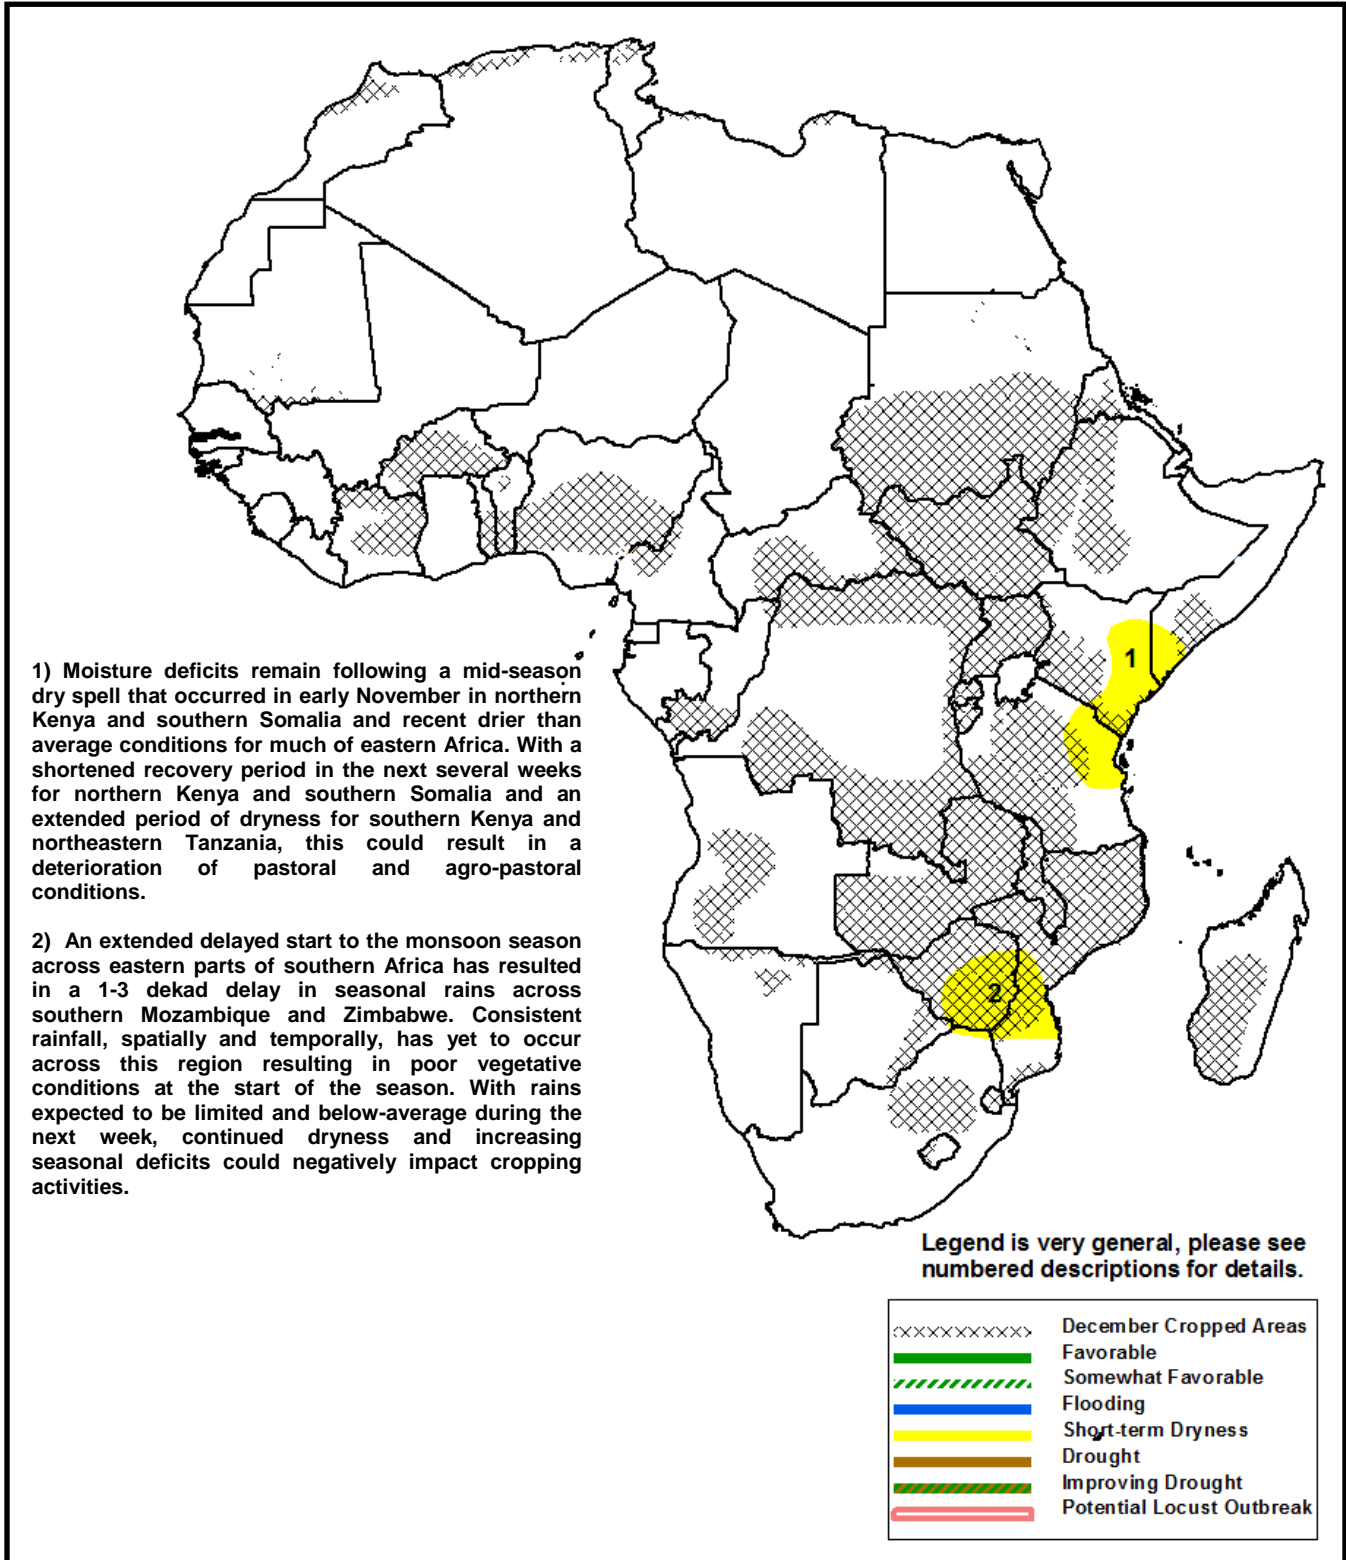 1) Moisture deficits remain following a mid-season
dry spell that occurred in early November in northern
Kenya and southern Somalia and recent drier than
average conditions for much of eastern Africa. With a
shortened recovery period in the next several weeks
for northern Kenya and southern Somalia and an
extended period of dryness for southern Kenya and
northeastern Tanzania, this could result in a
deterioration of pastoral and agro-pastoral
conditions.
2) An extended delayed start to the monsoon season
across eastern parts of southern Africa has resulted
in a 1-3 dekad delay in seasonal rains across
southern Mozambique and Zimbabwe. Consistent
rainfall, spatially and temporally, has yet to occur
across this region resulting in poor vegetative
conditions at the start of the season. With rains
expected to be limited and below-average during the
next week, continued dryness and increasing
seasonal deficits could negatively impact cropping
activities.
1
2
Legend is very general, please see
numbered descriptions for details.
December Cropped Areas
Favorable
Somewhat Favorable
Flooding
Short-term Dryness
Drought
Improving Drought
Potential Locust Outbreak